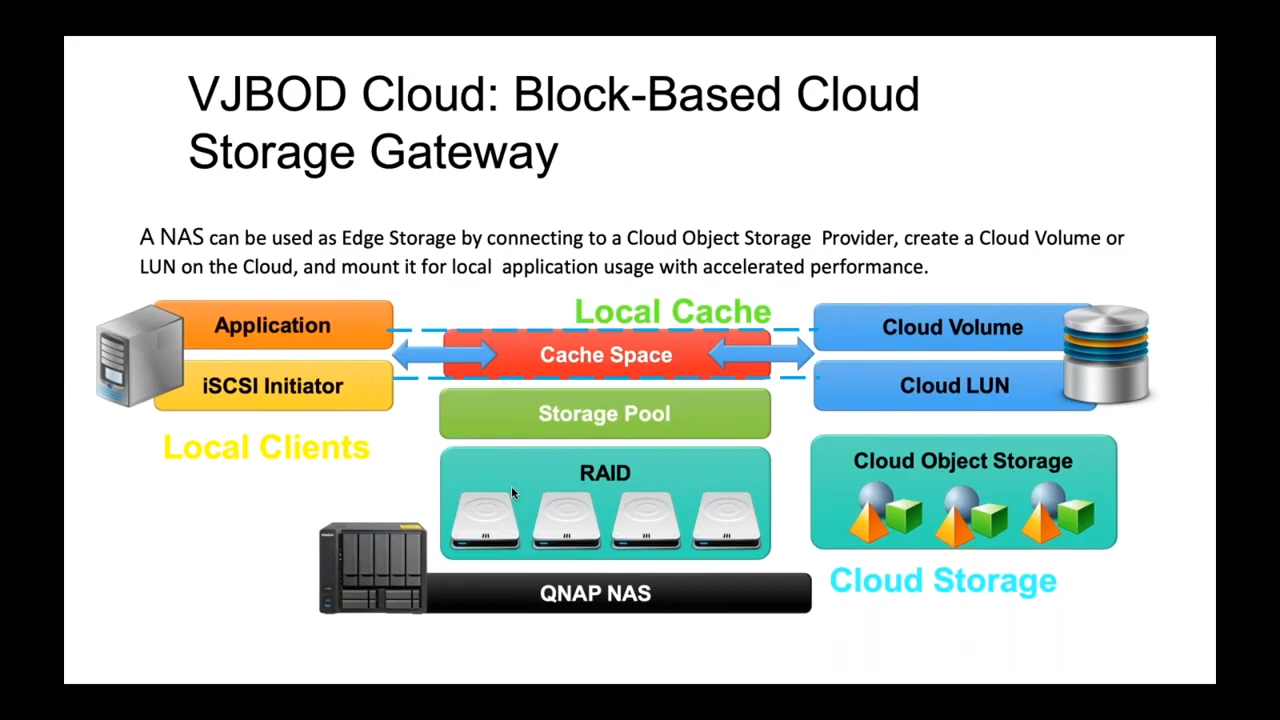 VJBOD Cloud: Block-Based Cloud
Storage Gateway
A NAS can be used as Edge Storage by connecting to a Cloud Object Storage Provider, create a Cloud Volume or
LUN on the Cloud, and mount it for local application usage with accelerated performance.
Local Cache
Application
Cache Space
Cloud Volume
iSCSI Initiator
Cloud LUN
Storage Pool
Local Clients
RAID
Cloud Object Storage
Cloud Storage
QNAP NAS